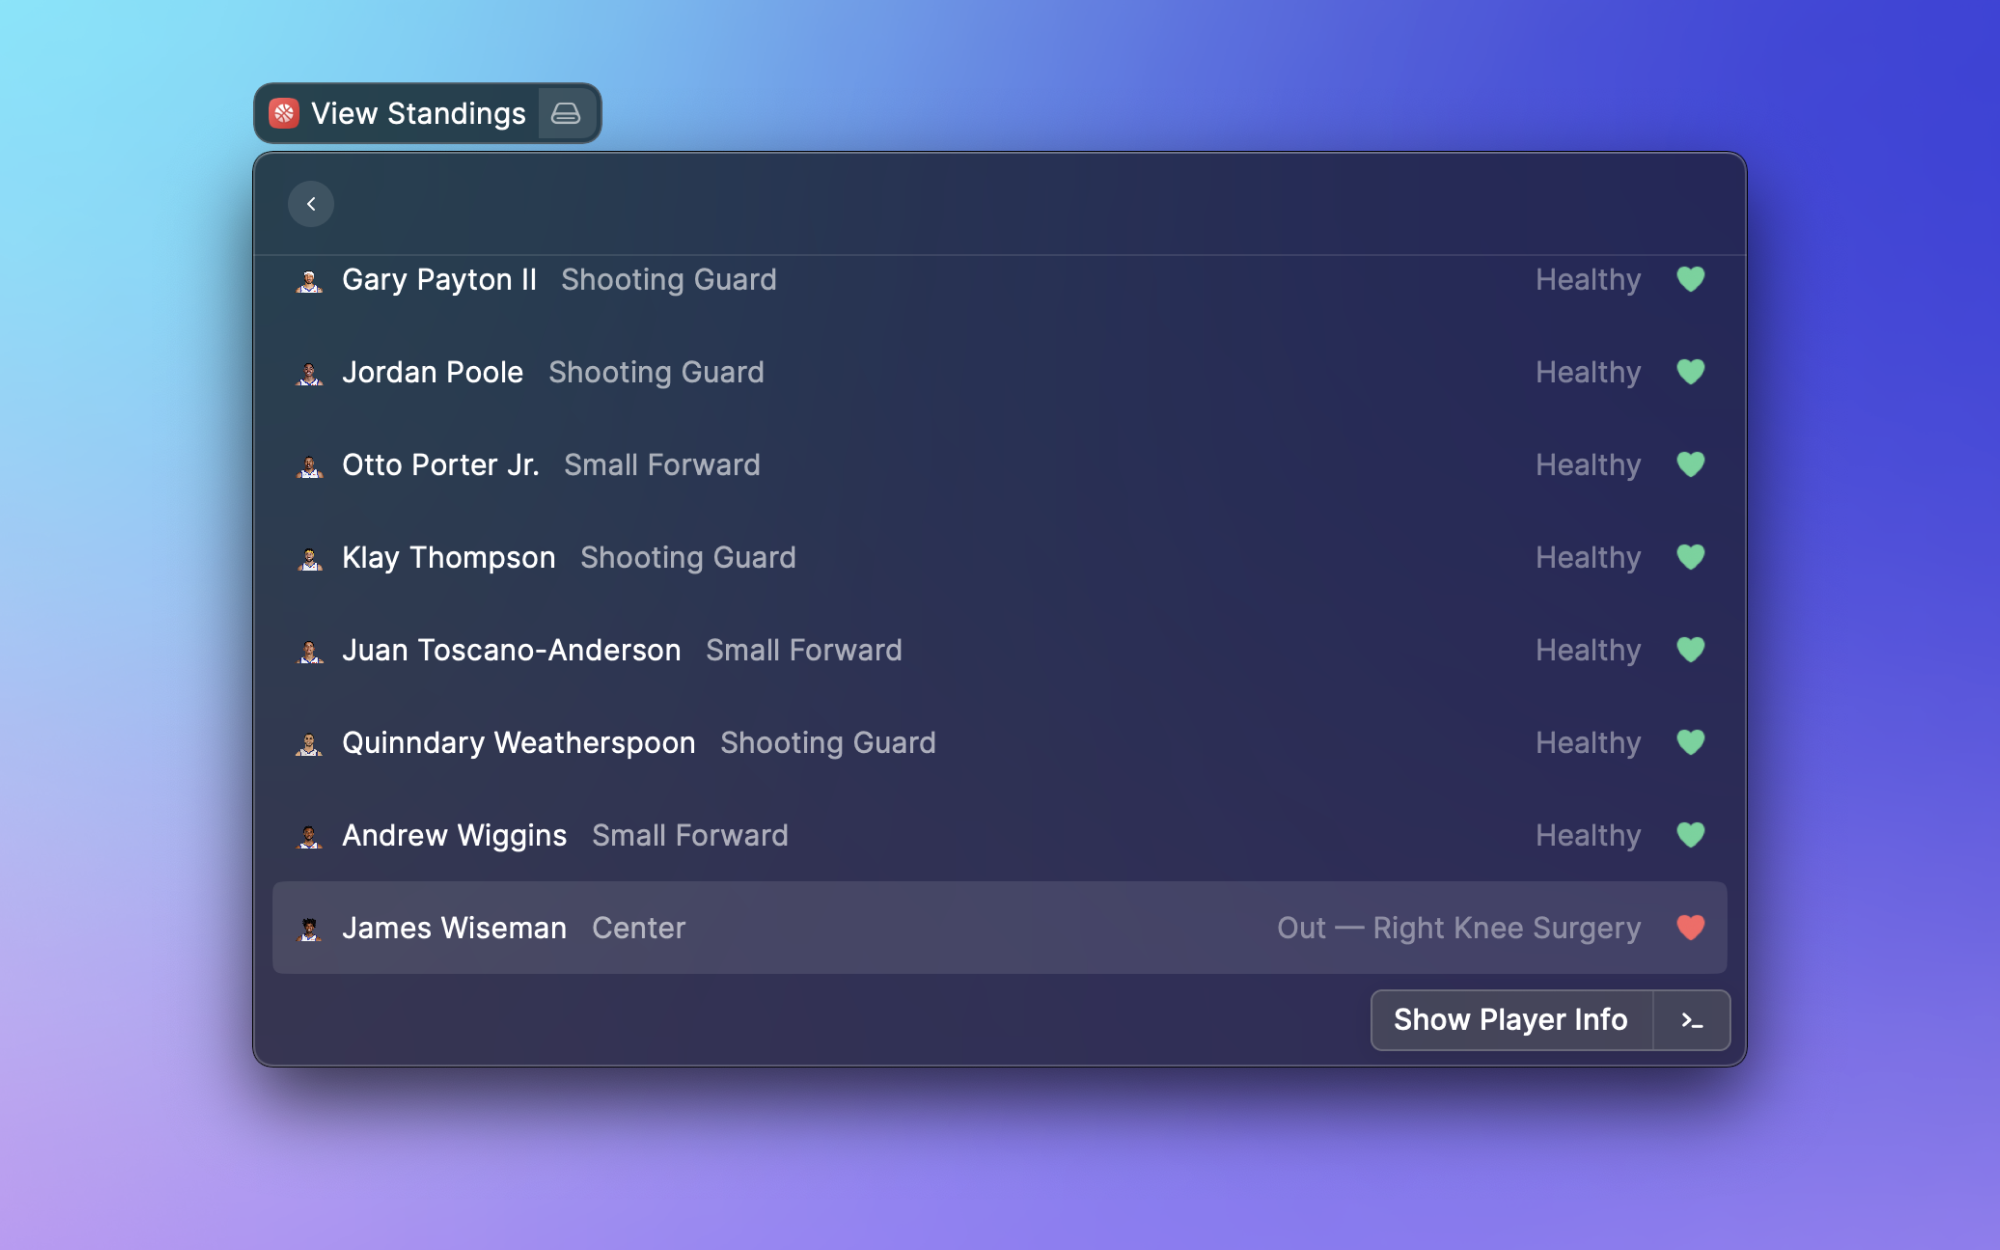 View Standings
Gary Payton II Shooting Guard Healthy
Jordan Poole Shooting Guard Healthy
Otto Porter Jr. Small Forward Healthy
Klay Thompson Shooting Guard Healthy
Juan Toscano-Anderson Small Forward Healthy
Quinndary Weatherspoon Shooting Guard Healthy
Andrew Wiggins Small Forward Healthy
James Wiseman Center Out — Right Knee Surgery
Show Player Info